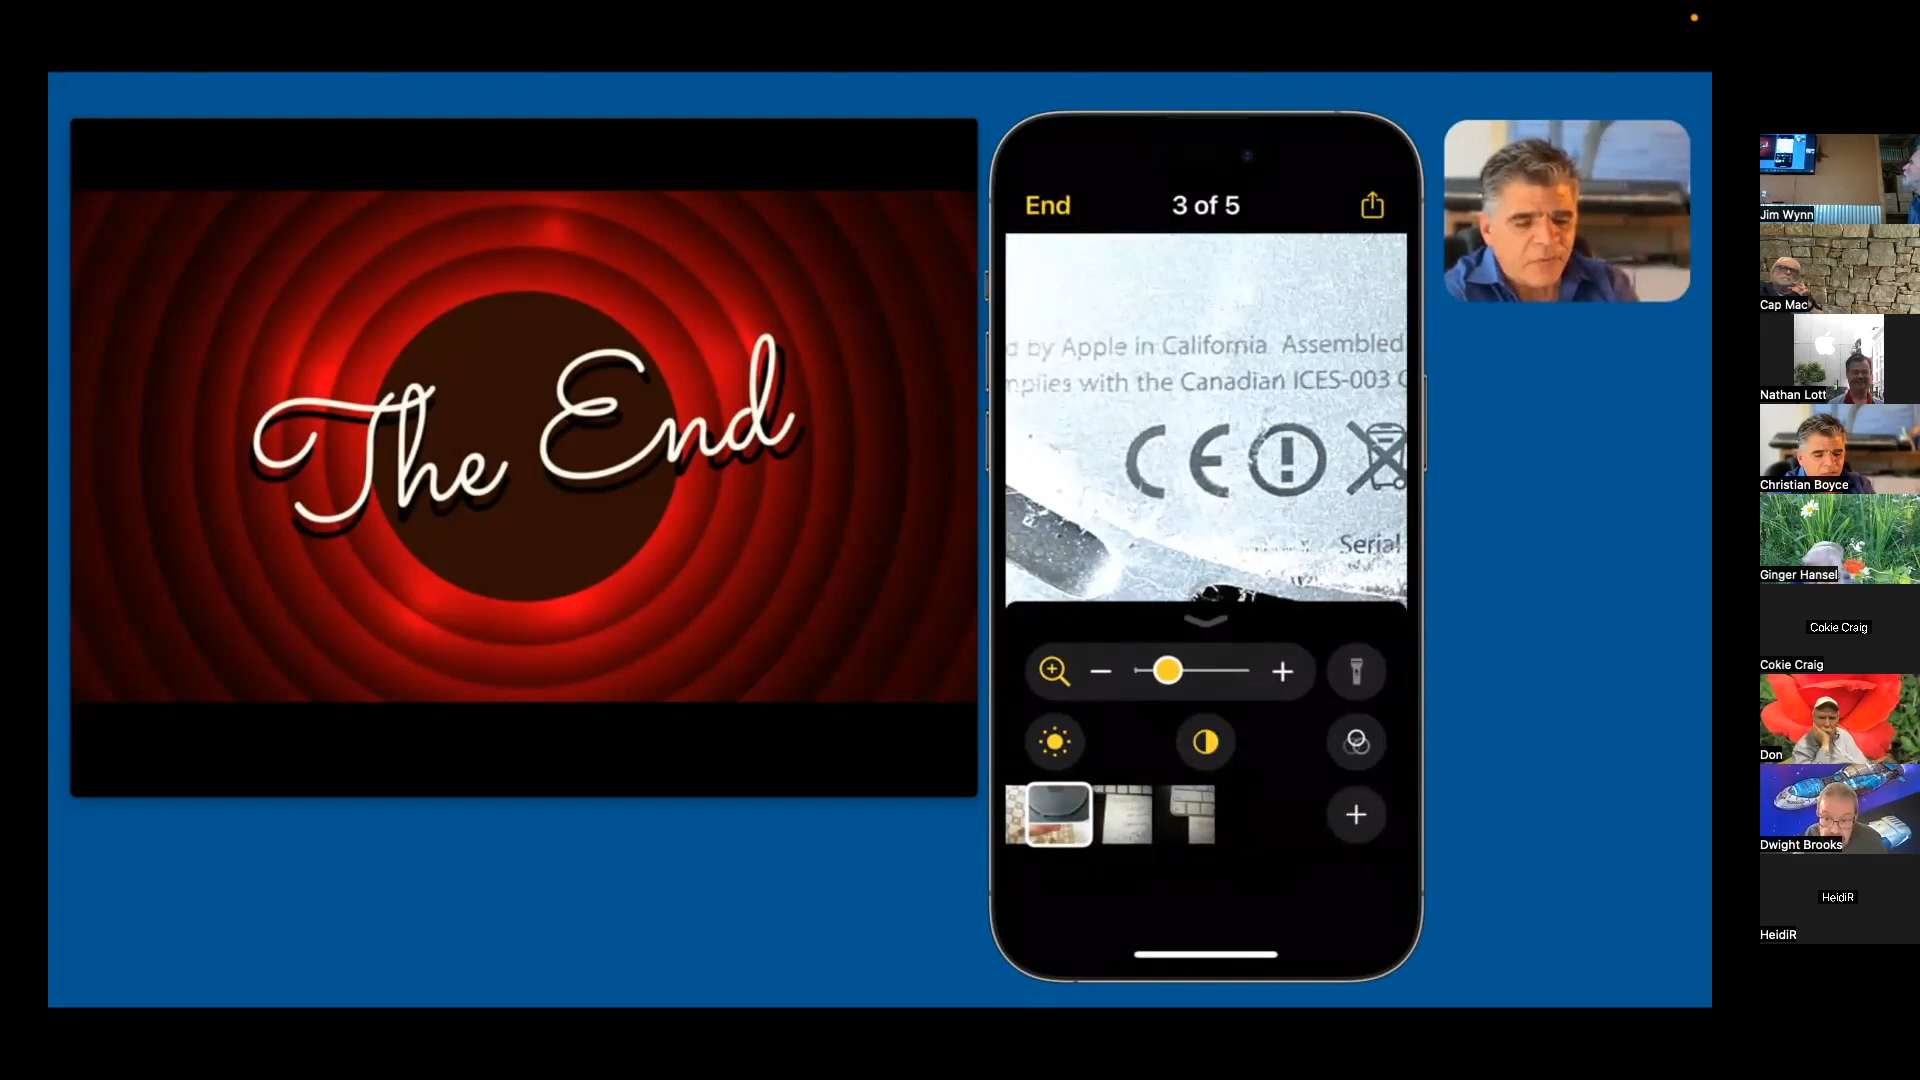 The End
End
3 of 5
d by Apple in California Assembled
mplies with the Canadian ICES-003 C
CE
Serial
Jim Wynn
Cap Mac
Nathan Lott
Christian Boyce
Ginger Hansel
Cokie Craig
Cokie Craig
Don
Dwight Brooks
HeidiR
HeidiR